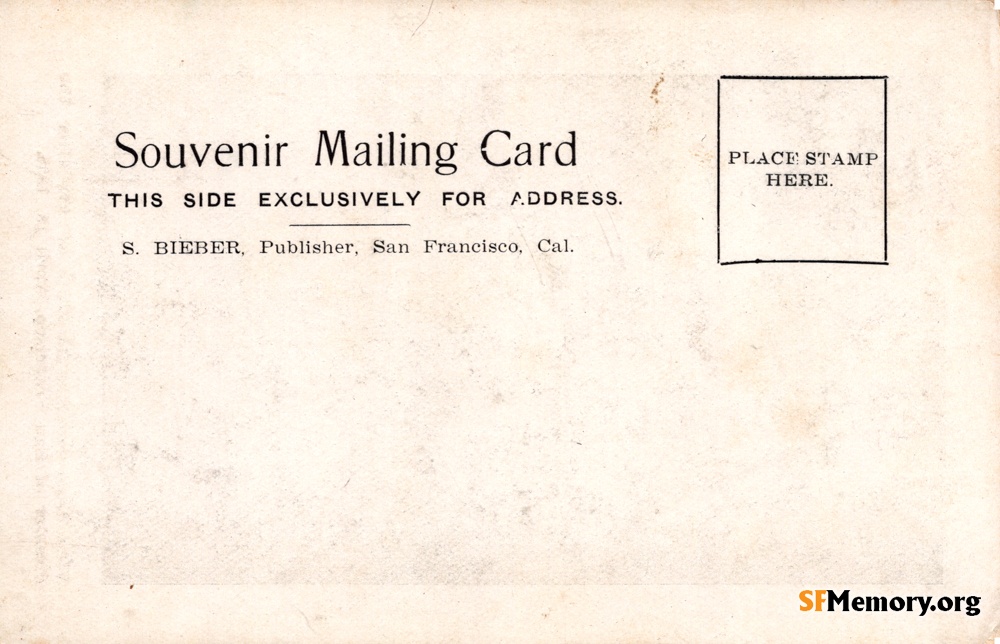 Souvenir Mailing Card
THIS SIDE EXCLUSIVELY FOR ADDRESS.
S. BIEBER, Publisher, San Francisco, Cal.
PLACE STAMP
HERE.
SFMemory.org